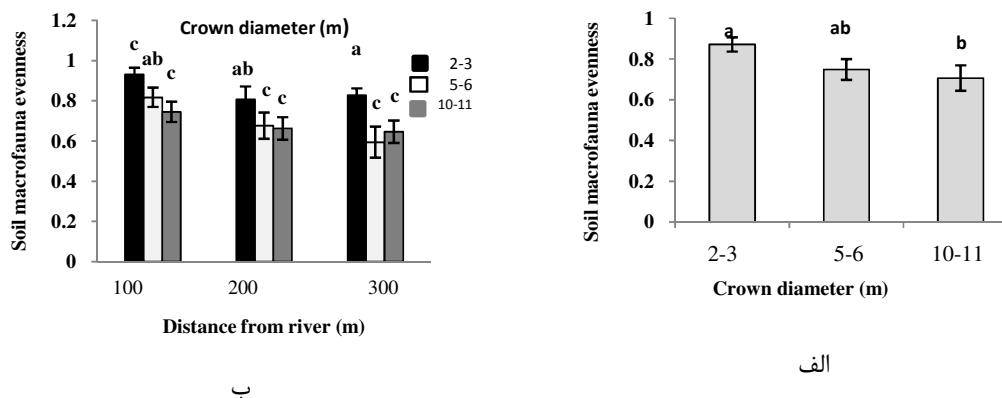 Soil macrofauna evenness
1.2
1
0.8
0.6
0.4
0.2
0
Crown diameter (m)
2-3
5-6
10-11
c ab c
ab c c
a c c
100 200 300
Distance from river (m)
ب
Soil macrofauna evenness
1
0.8
0.6
0.4
0.2
0
a ab b
2-3 5-6 10-11
Crown diameter (m)
الف